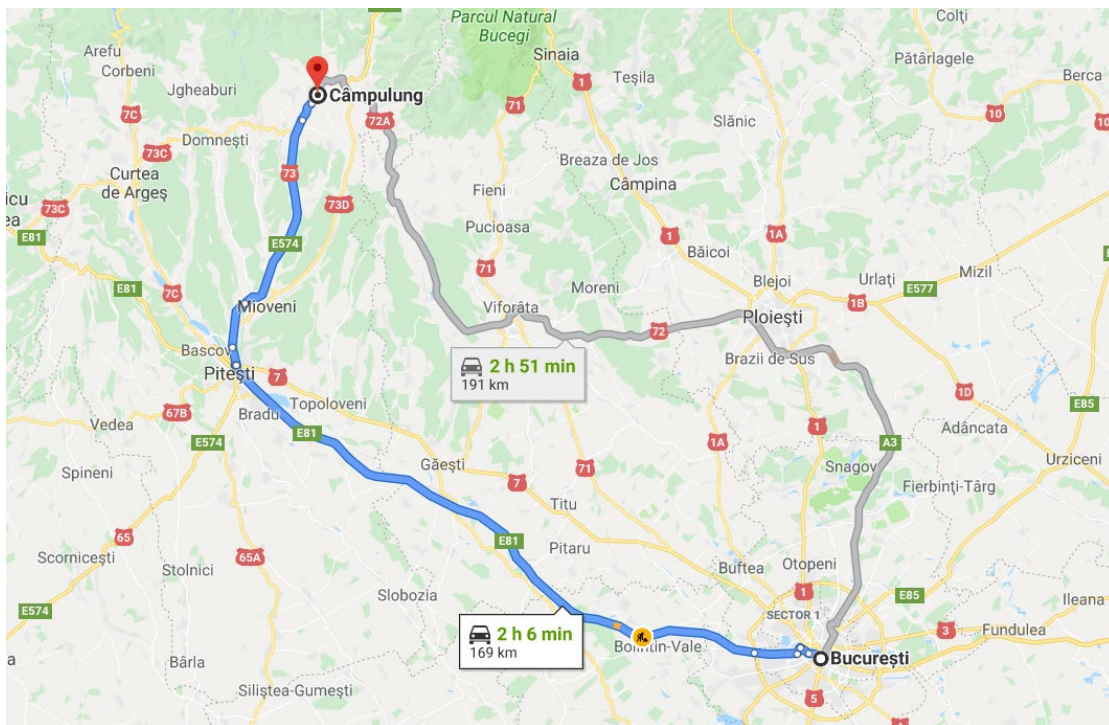 Parcul Natural
Bucegi
Colți
Arefu
Corbeni
Sinaia
Teșila
Pătârlagele
Berca
Jgheaburi
7C
1
71
10
10
Câmpulung
72A
Slănic
Domnești
73C
Curtea
de Argeș
73
Breaza de Jos
Câmpina
Fieni
73D
73C
E81
Pucioasa
E574
1
1A
Băicoi
E81
7C
71
Blejoi
Urlați
Mizil
E577
1B
Mioveni
Moreni
Viforâta
72
Ploiești
Bascov
Pitești
7
Brazii de Sus
2 h 51 min
191 km
67B
Bradu
Topoloveni
Vedea
E81
1D
E85
E574
1
1A
A3
Adâncata
Găești
71
Snagov
Urziceni
Spineni
7
Fierbinți-Târg
Titu
65
65A
E81
Pitaru
Scornicești
Stolnici
Buftea
Otopeni
Slobozia
1
E85
Ileana
E574
SECTOR 1
2 h 6 min
169 km
3
Fundulea
Bolintin-Vale
București
Bârla
Siliștea-Gumești
5
4